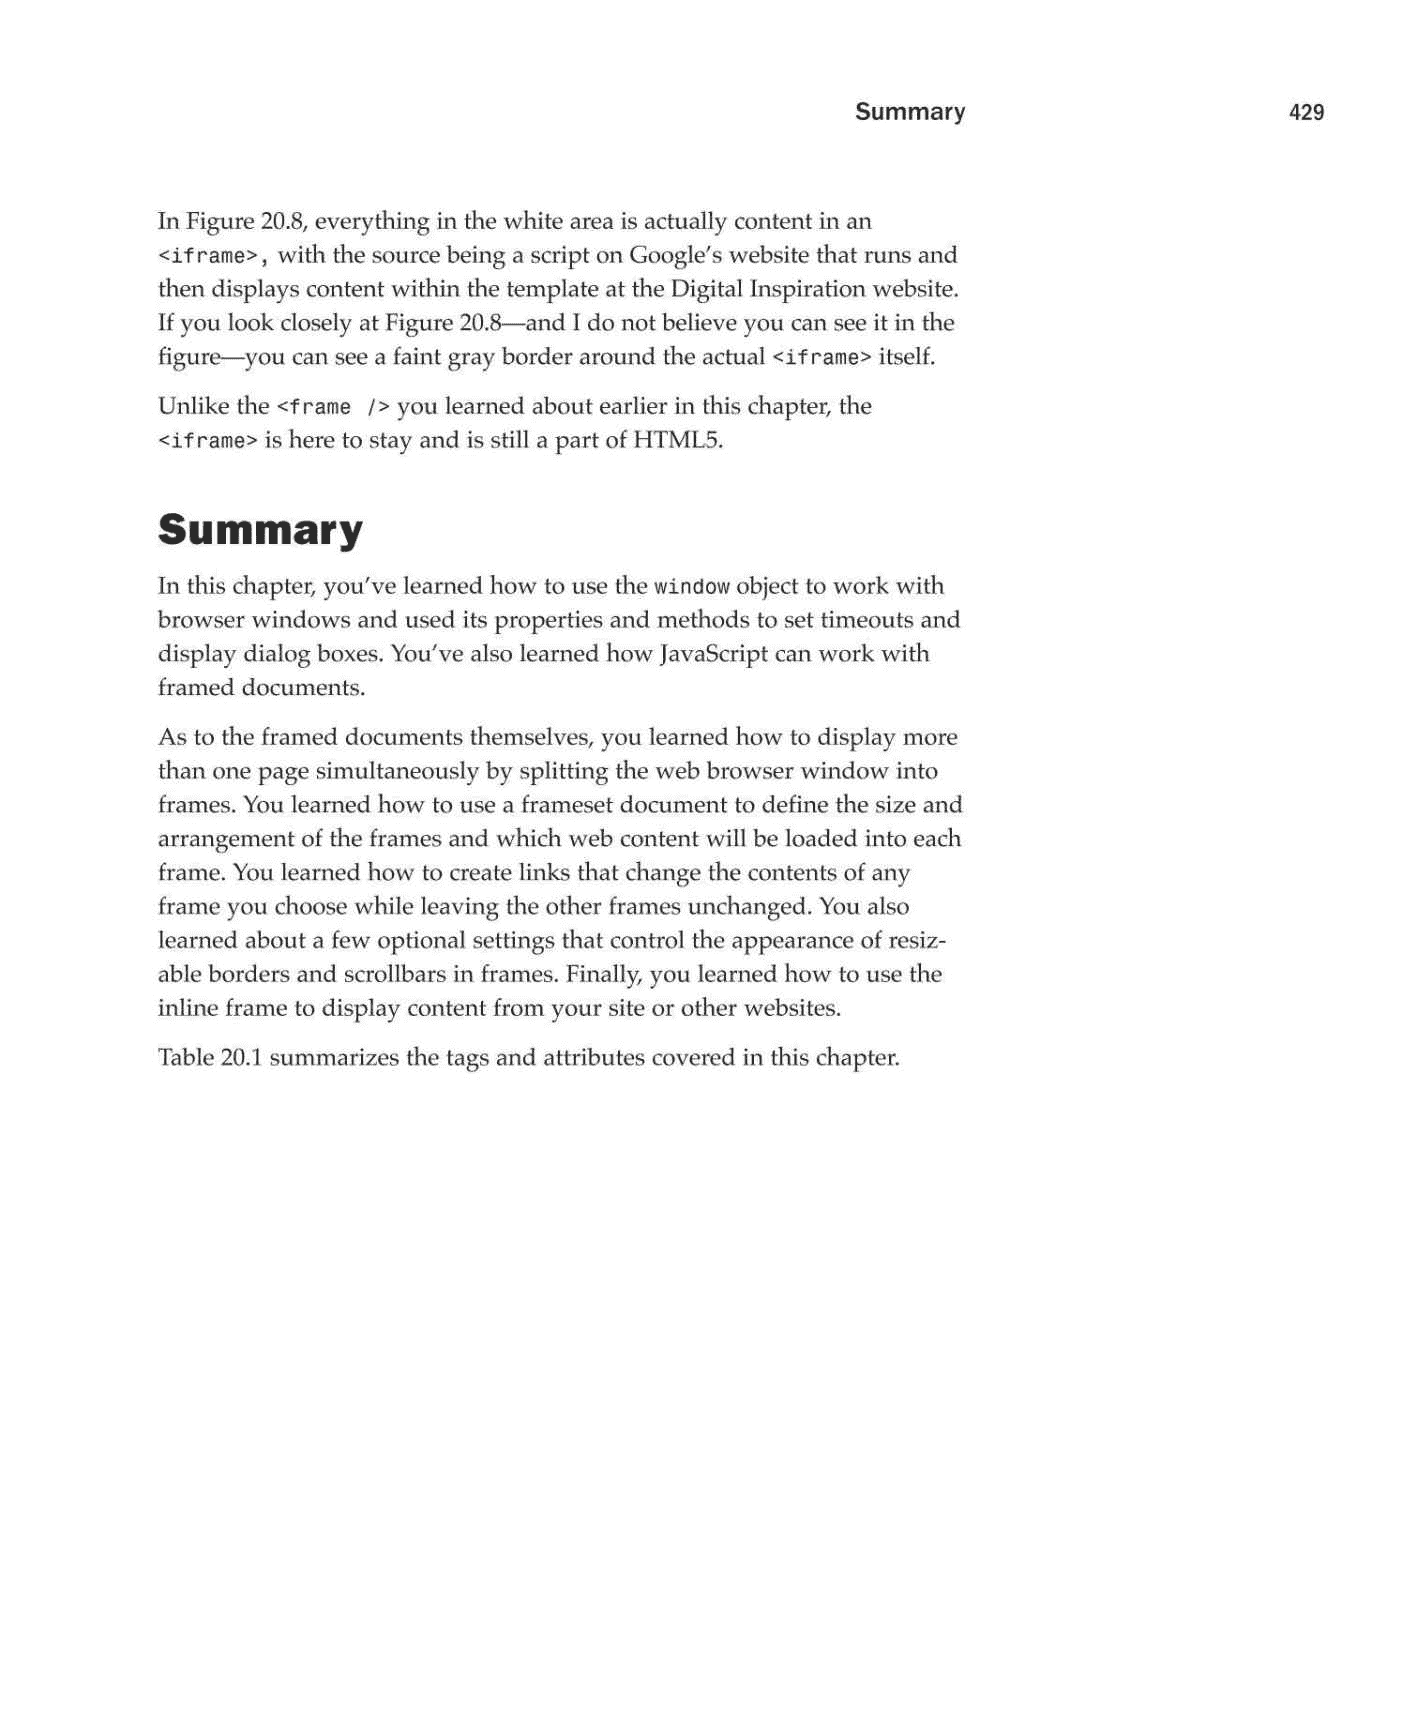 Summary 429
In Figure 20.8, everything in the white area is actually content in an
<iframe>, with the source being a script on Google’s website that runs and
then displays content within the template at the Digital Inspiration website.
If you look closely at Figure 20.8—and I do not believe you can see it in the
figure—you can see a faint gray border around the actual <iframe> itself.
Unlike the <frame /> you learned about earlier in this chapter, the
<iframe> is here to stay and is still a part of HTML5.
Summary
In this chapter, you’ve learned how to use the window object to work with
browser windows and used its properties and methods to set timeouts and
display dialog boxes. You’ve also learned how JavaScript can work with
framed documents.
As to the framed documents themselves, you learned how to display more
than one page simultaneously by splitting the web browser window into
frames. You learned how to use a frameset document to define the size and
arrangement of the frames and which web content will be loaded into each
frame. You learned how to create links that change the contents of any
frame you choose while leaving the other frames unchanged. You also
learned about a few optional settings that control the appearance of resiz-
able borders and scrollbars in frames. Finally, you learned how to use the
inline frame to display content from your site or other websites.
Table 20.1 summarizes the tags and attributes covered in this chapter.